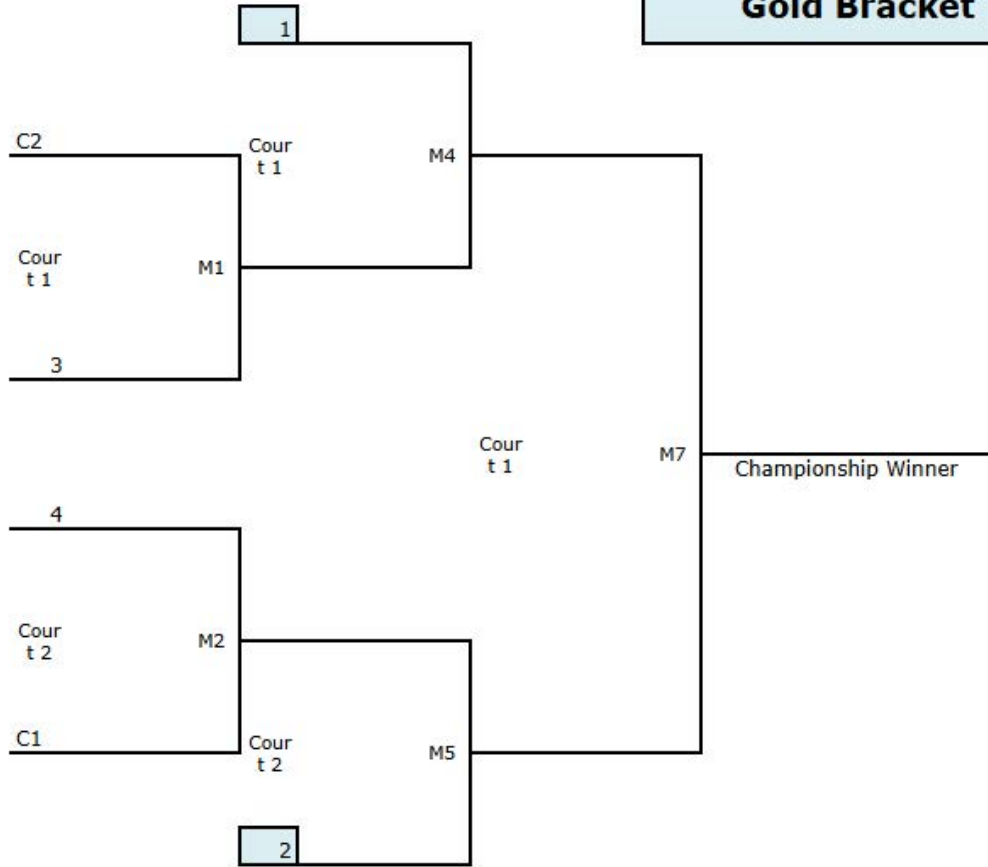 Gold Bracket
1
C2
Cour
t 1
M4
Cour
t 1
M1
3
Cour
t 1
M7
Championship Winner
4
Cour
t 2
M2
C1
Cour
t 2
M5
2